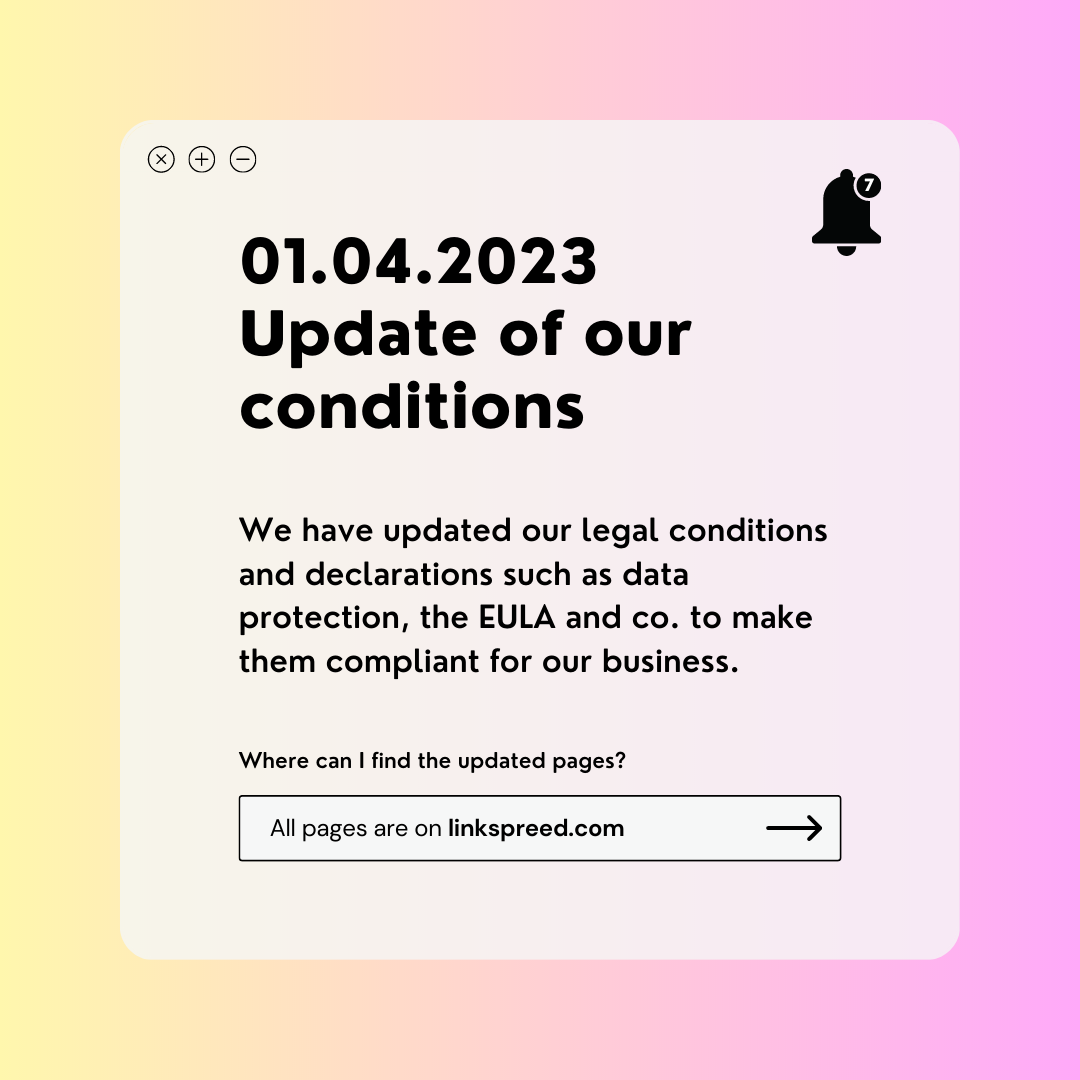 7
01.04.2023
Update of our
conditions
We have updated our legal conditions
and declarations such as data
protection, the EULA and co. to make
them compliant for our business.
Where can I find the updated pages?
All pages are on linkspreed.com